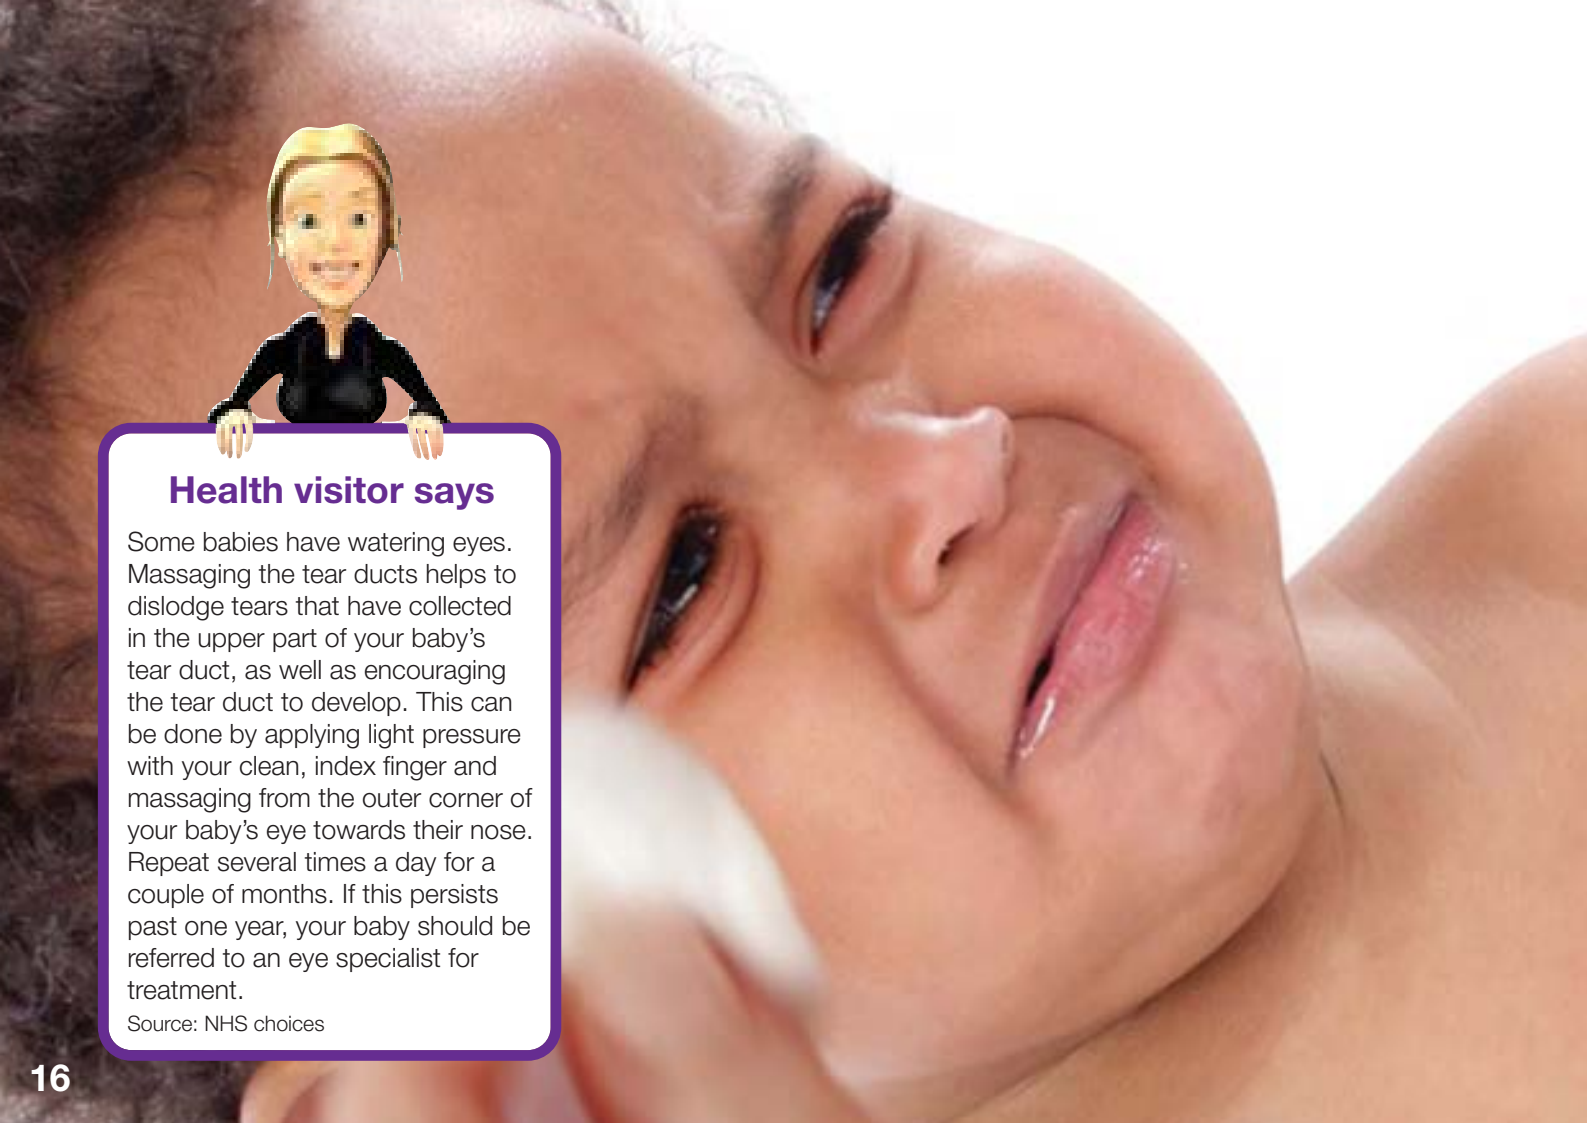 Health visitor says
Some babies have watering eyes.
Massaging the tear ducts helps to
dislodge tears that have collected
in the upper part of your baby’s
tear duct, as well as encouraging
the tear duct to develop. This can
be done by applying light pressure
with your clean, index finger and
massaging from the outer corner of
your baby’s eye towards their nose.
Repeat several times a day for a
couple of months. If this persists
past one year, your baby should be
referred to an eye specialist for
treatment.
Source: NHS choices
16